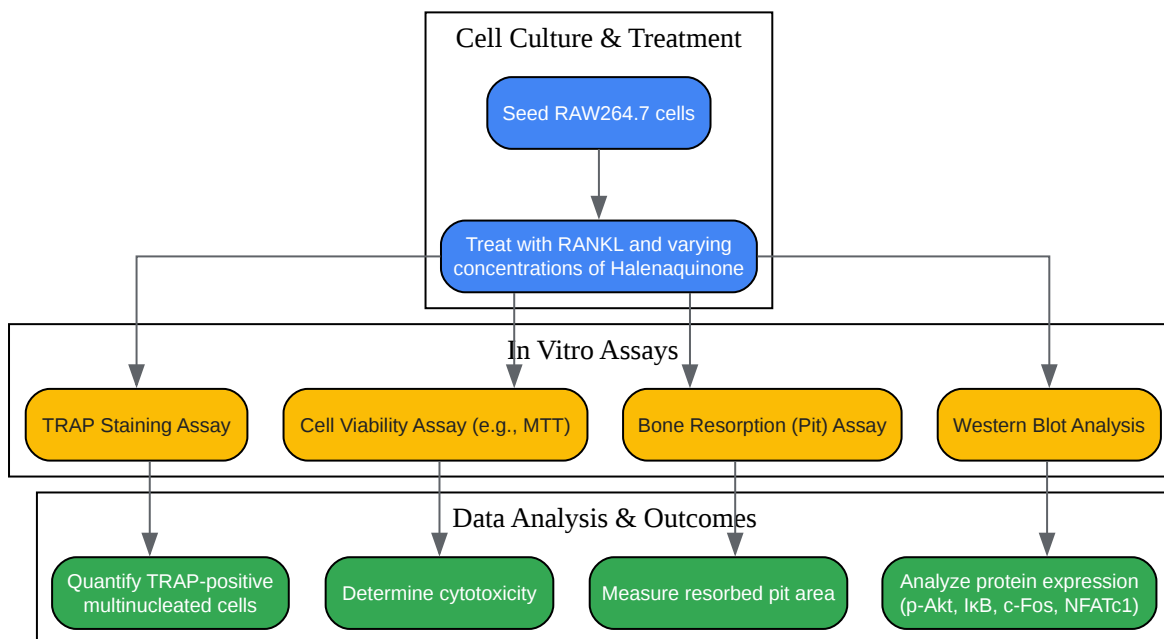 Cell Culture & Treatment
Seed RAW264.7 cells
Treat with RANKL and varying
concentrations of Halenaquinone
In Vitro Assays
TRAP Staining Assay
Cell Viability Assay (e.g., MTT)
Bone Resorption (Pit) Assay
Western Blot Analysis
Data Analysis & Outcomes
Quantify TRAP-positive
multinucleated cells
Determine cytotoxicity
Measure resorbed pit area
Analyze protein expression
(p-Akt, IκB, c-Fos, NFATc1)